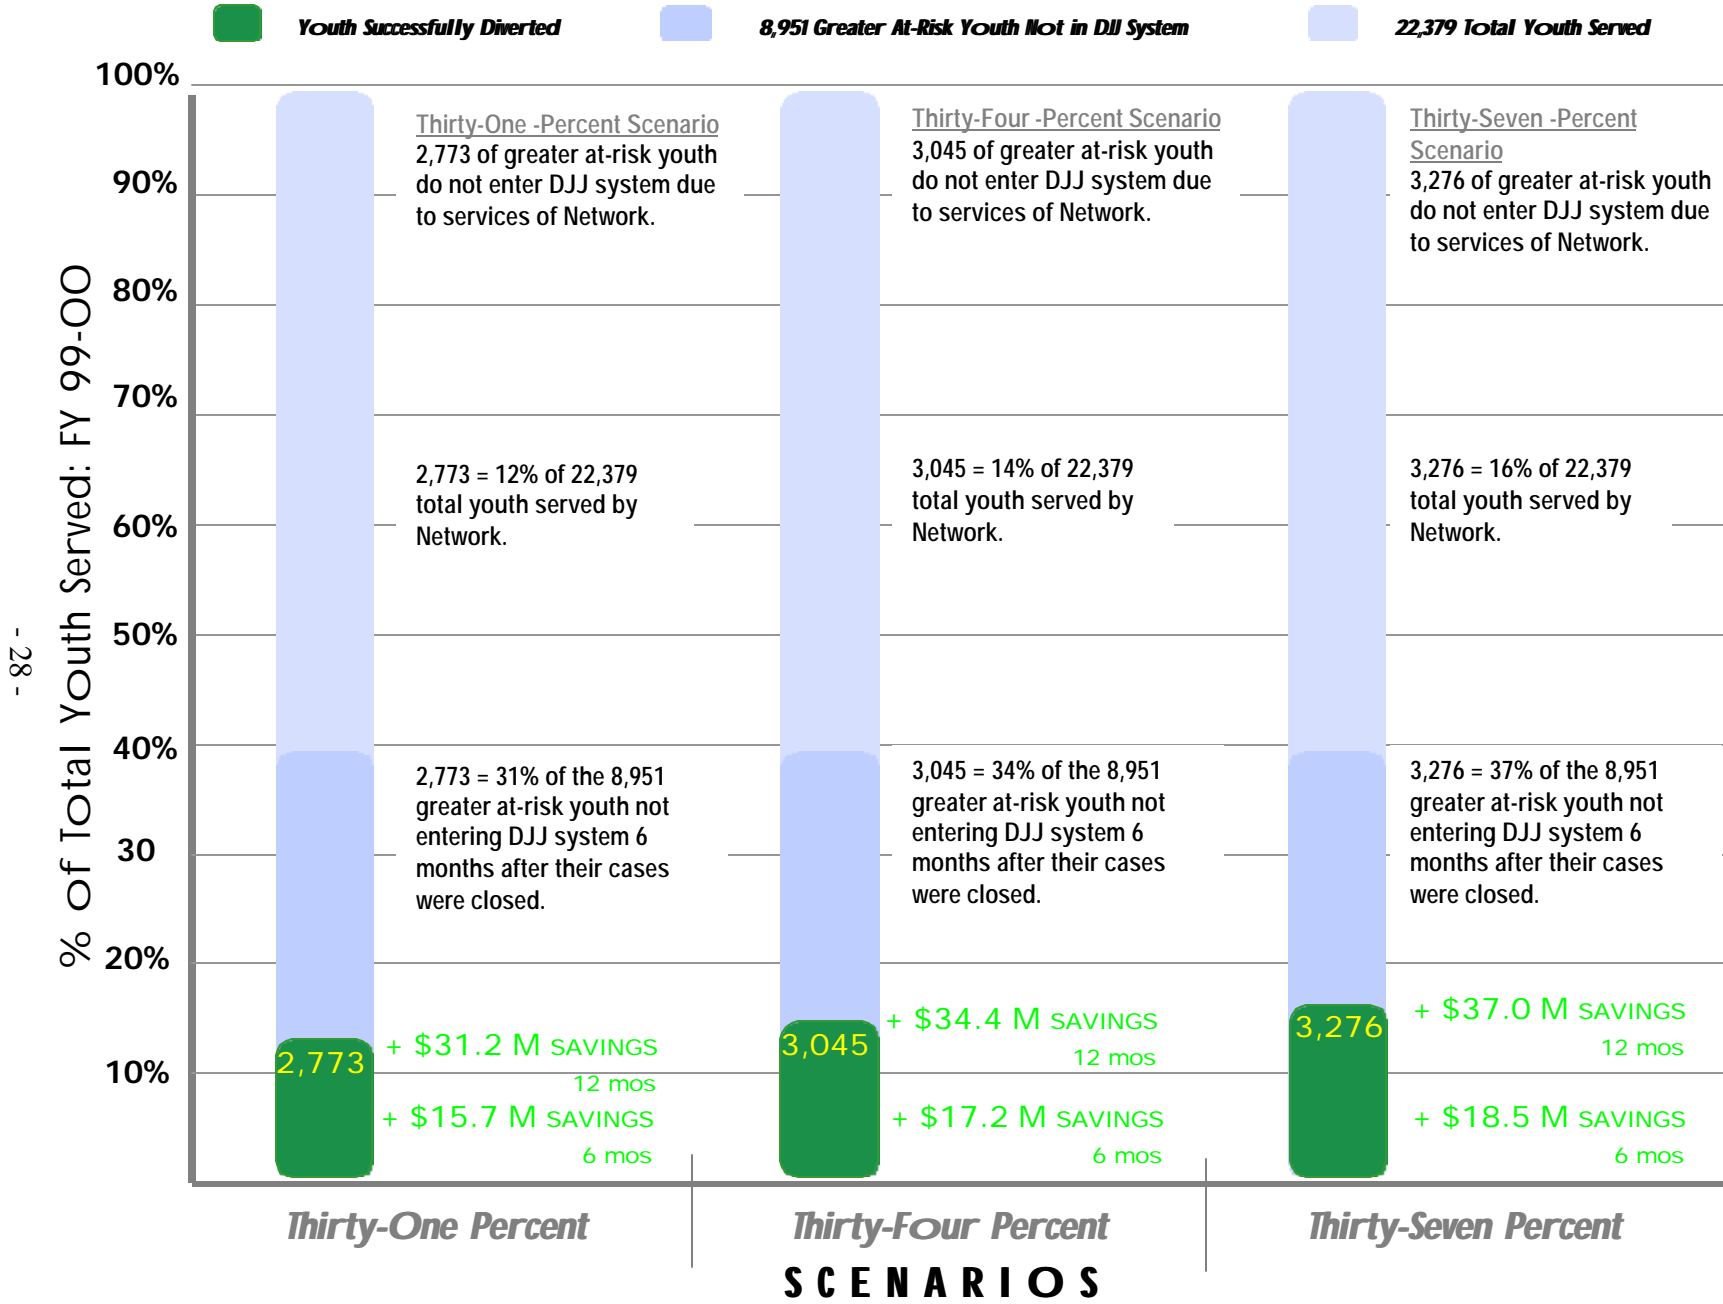 Youth Successfully Diverted
8,951 Greater At-Risk Youth Not in DJJ System
22,379 Total Youth Served
% of Total Youth Served: FY 99-00
- 28 -
100%
90%
80%
70%
60%
50%
40%
30
20%
10%
Thirty-One -Percent Scenario
2,773 of greater at-risk youth
do not enter DJJ system due
to services of Network.
2,773 = 12% of 22,379
total youth served by
Network.
2,773 = 31% of the 8,951
greater at-risk youth not
entering DJJ system 6
months after their cases
were closed.
2,773
+ $31.2 M SAVINGS
12 mos
+ $15.7 M SAVINGS
6 mos
Thirty-Four -Percent Scenario
3,045 of greater at-risk youth
do not enter DJJ system due
to services of Network.
3,045 = 14% of 22,379
total youth served by
Network.
3,045 = 34% of the 8,951
greater at-risk youth not
entering DJJ system 6
months after their cases
were closed.
3,045
+ $34.4 M SAVINGS
12 mos
+ $17.2 M SAVINGS
6 mos
Thirty-Seven -Percent
Scenario
3,276 of greater at-risk youth
do not enter DJJ system due
to services of Network.
3,276 = 16% of 22,379
total youth served by
Network.
3,276 = 37% of the 8,951
greater at-risk youth not
entering DJJ system 6
months after their cases
were closed.
3,276
+ $37.0 M SAVINGS
12 mos
+ $18.5 M SAVINGS
6 mos
Thirty-One Percent
Thirty-Four Percent
Thirty-Seven Percent
SCENARIOS